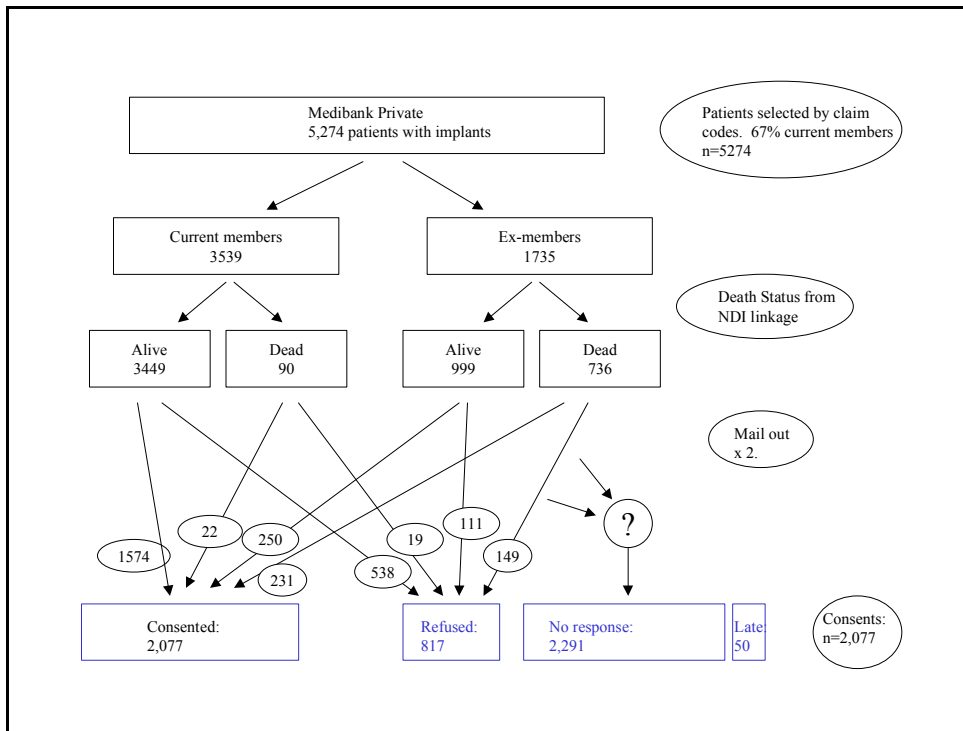 Medibank Private
5,274 patients with implants
Patients selected by claim
codes. 67% current members
n=5274
Current members
3539
Ex-members
1735
Death Status from
NDI linkage
Alive
3449
Dead
90
Alive
999
Dead
736
Mail out
x 2.
?
22
250
19
111
1574
231
538
149
Consented:
2,077
Refused:
817
No response:
2,291
Late:
50
Consents:
n=2,077